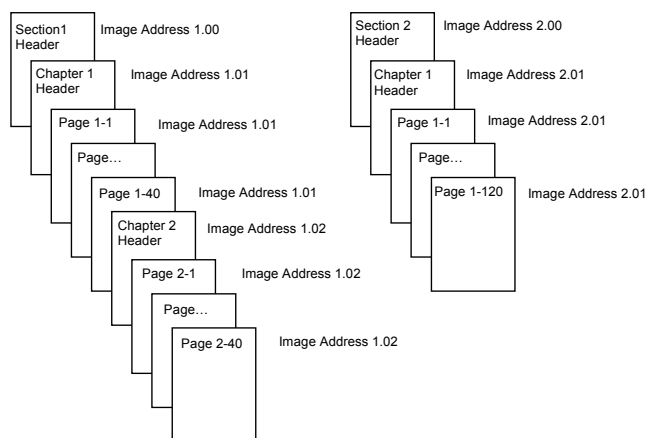 Section1
Header
Image Address 1.00
Chapter 1
Header
Image Address 1.01
Page 1-1
Image Address 1.01
Page…
Page 1-40
Image Address 1.01
Chapter 2
Header
Image Address 1.02
Page 2-1
Image Address 1.02
Page…
Page 2-40
Image Address 1.02
Section 2
Header
Image Address 2.00
Chapter 1
Header
Image Address 2.01
Page 1-1
Image Address 2.01
Page…
Page 1-120
Image Address 2.01